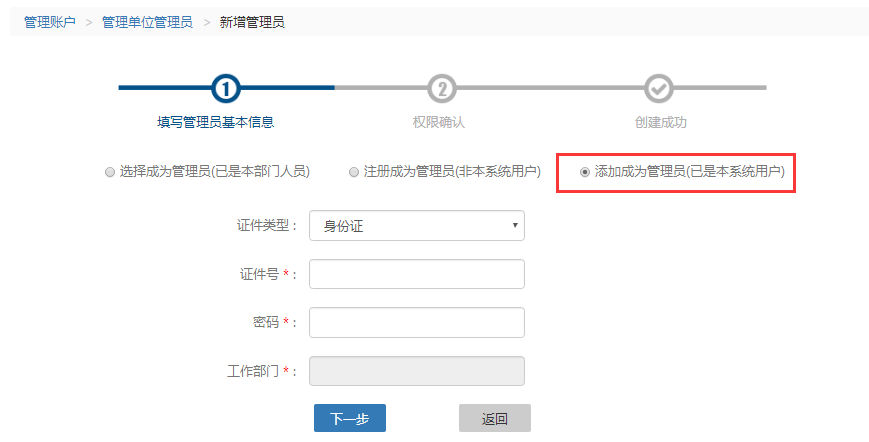 管理账户 > 管理单位管理员 > 新增管理员
1 2
填写管理员基本信息 权限确认 创建成功
选择成为管理员(已是本部门人员) 注册成为管理员(非本系统用户) 添加成为管理员(已是本系统用户)
证件类型： 身份证
证件号 *：
密码 *：
工作部门 *：
下一步 返回